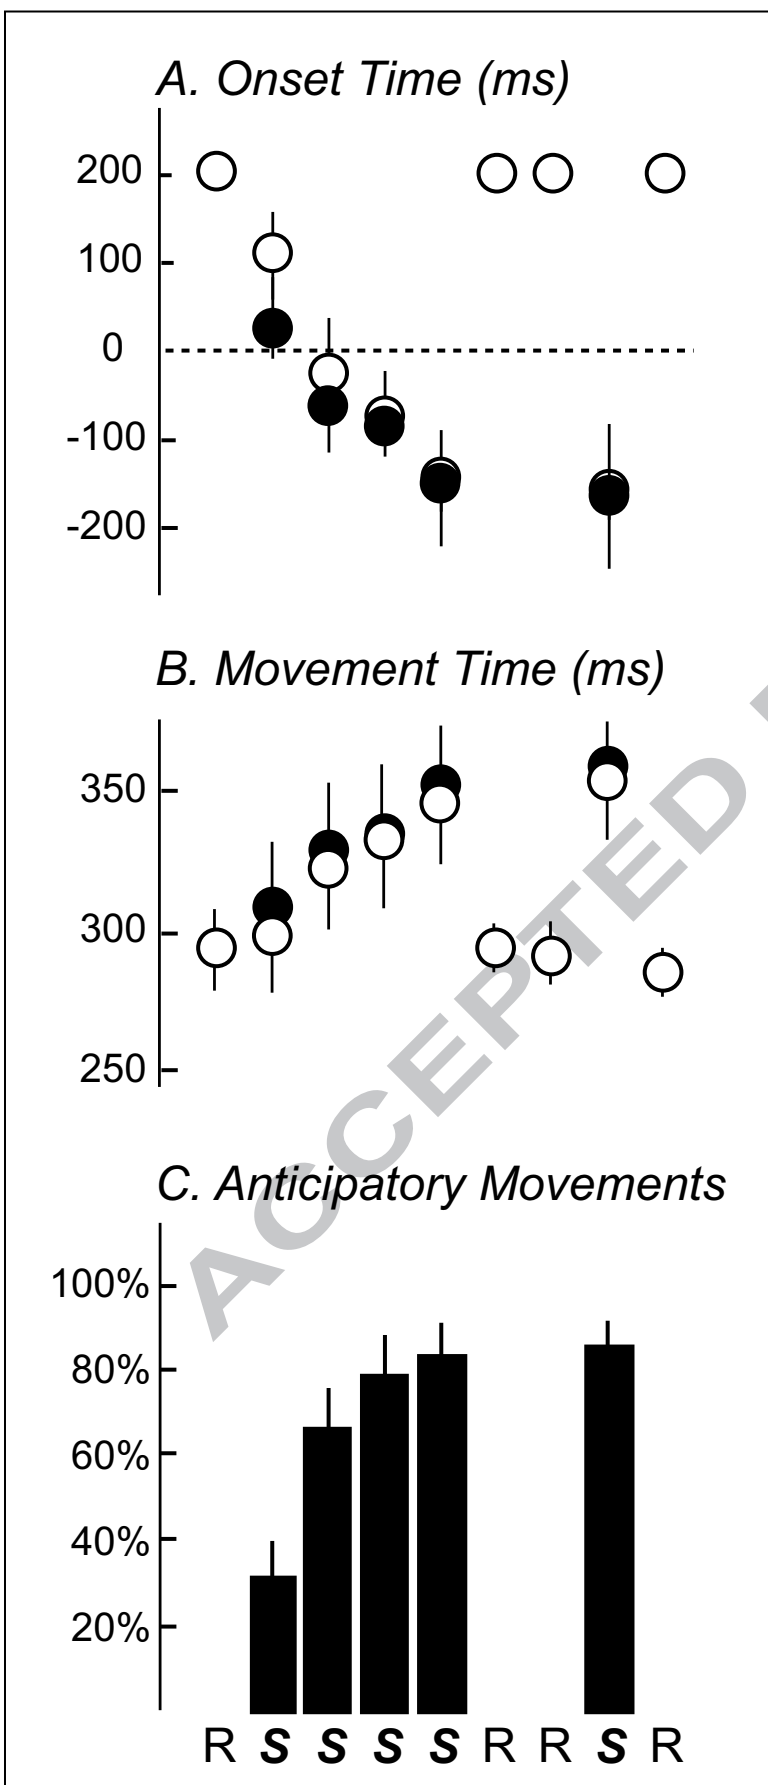 A. Onset Time (ms)
200
100
0
-100
-200
B. Movement Time (ms)
350
300
250
ACCEPTED
C. Anticipatory Movements
100%
80%
60%
40%
20%
R S S S S R R S R